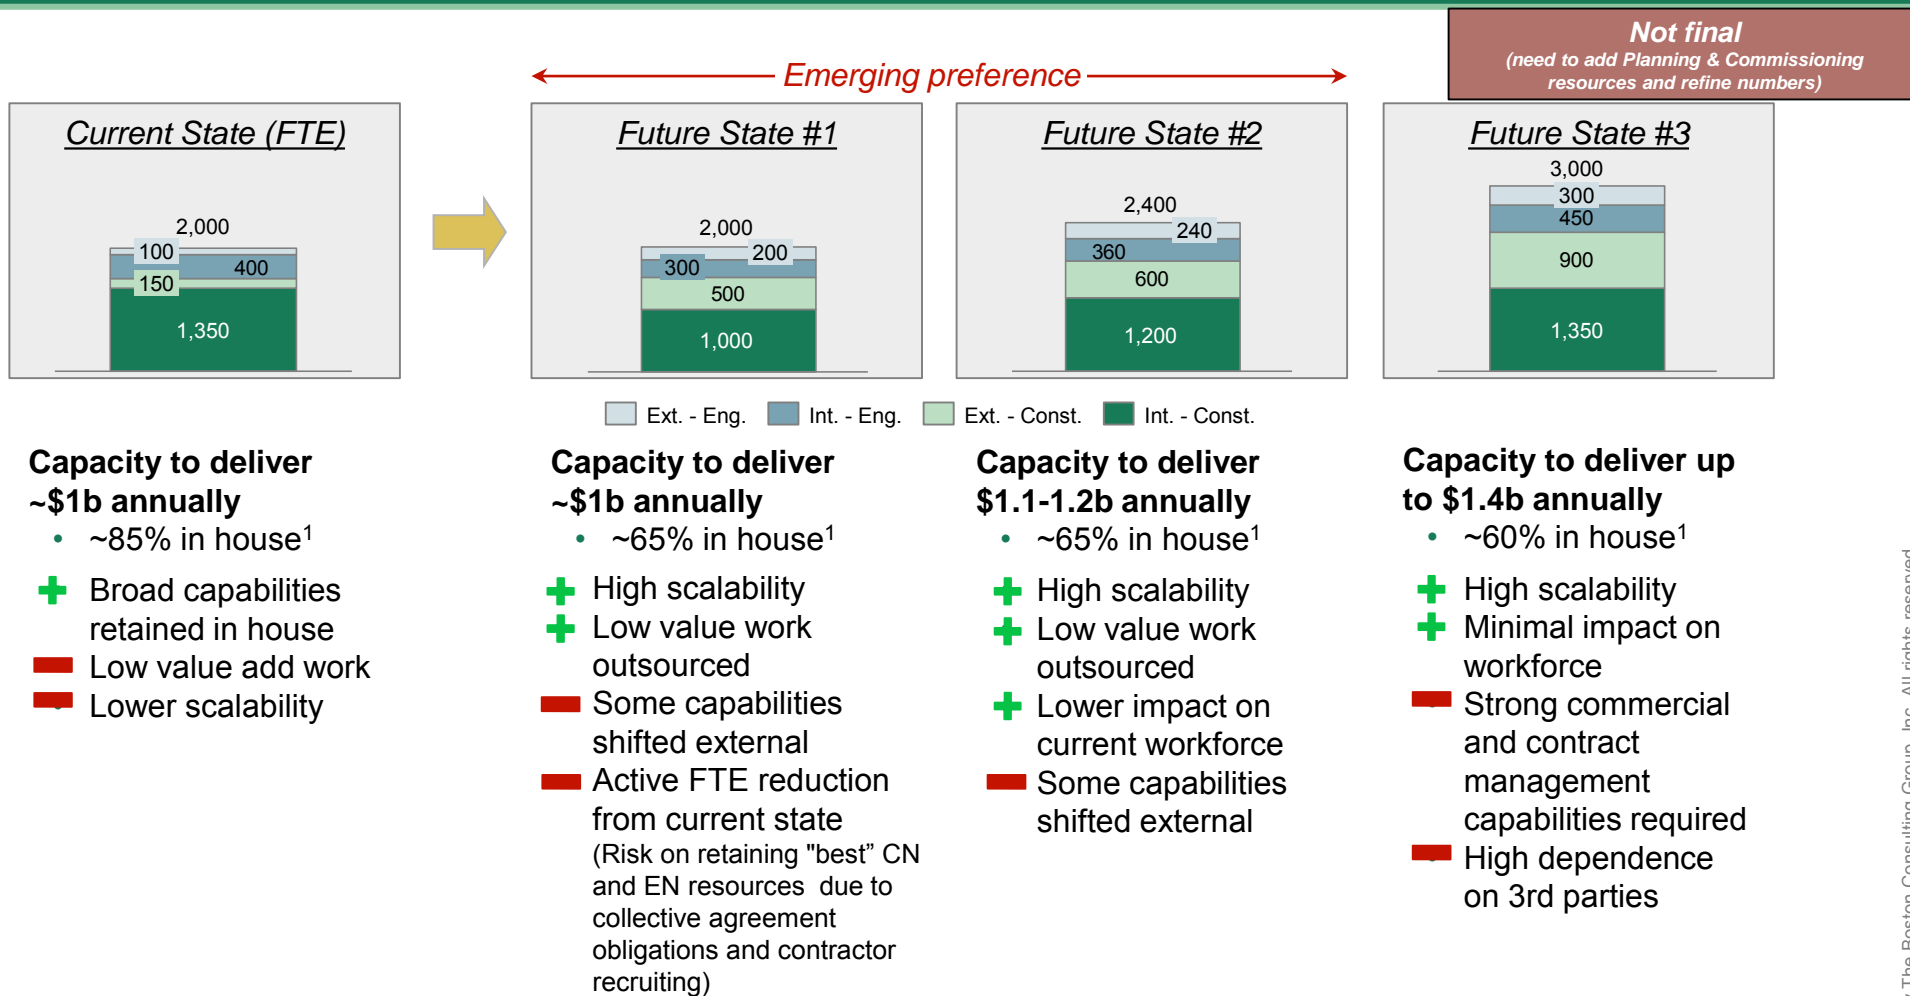 Not final
(need to add Planning & Commissioning
resources and refine numbers)
Emerging preference
Current State (FTE)
2,000
100
400
150
1,350
Future State #1
2,000
200
300
500
1,000
Future State #2
2,400
240
360
600
1,200
Future State #3
3,000
300
450
900
1,350
Ext. - Eng.
Int. - Eng.
Ext. - Const.
Int. - Const.
Capacity to deliver
~$1b annually
• ~85% in house1
Broad capabilities
retained in house
Low value add work
Lower scalability
Capacity to deliver
~$1b annually
• ~65% in house1
High scalability
Low value work
outsourced
Some capabilities
shifted external
Active FTE reduction
from current state
(Risk on retaining "best” CN
and EN resources due to
collective agreement
obligations and contractor
recruiting)
Capacity to deliver
$1.1-1.2b annually
• ~65% in house1
High scalability
Low value work
outsourced
Lower impact on
current workforce
Some capabilities
shifted external
Capacity to deliver up
to $1.4b annually
• ~60% in house1
High scalability
Minimal impact on
workforce
Strong commercial
and contract
management
capabilities required
High dependence
on 3rd parties
The Boston Consulting Group, Inc. All rights reserved